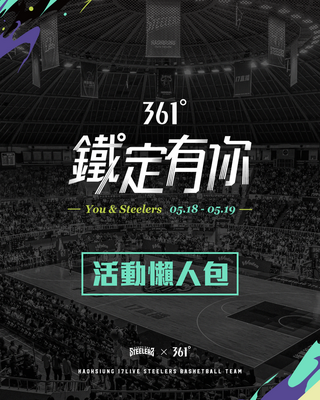 361°
鐵定有你
You & Steelers 05.18 - 05.19
活動懶人包
STEELERS × 361°
KAOHSIUNG 17LIVE STEELERS BASKETBALL TEAM